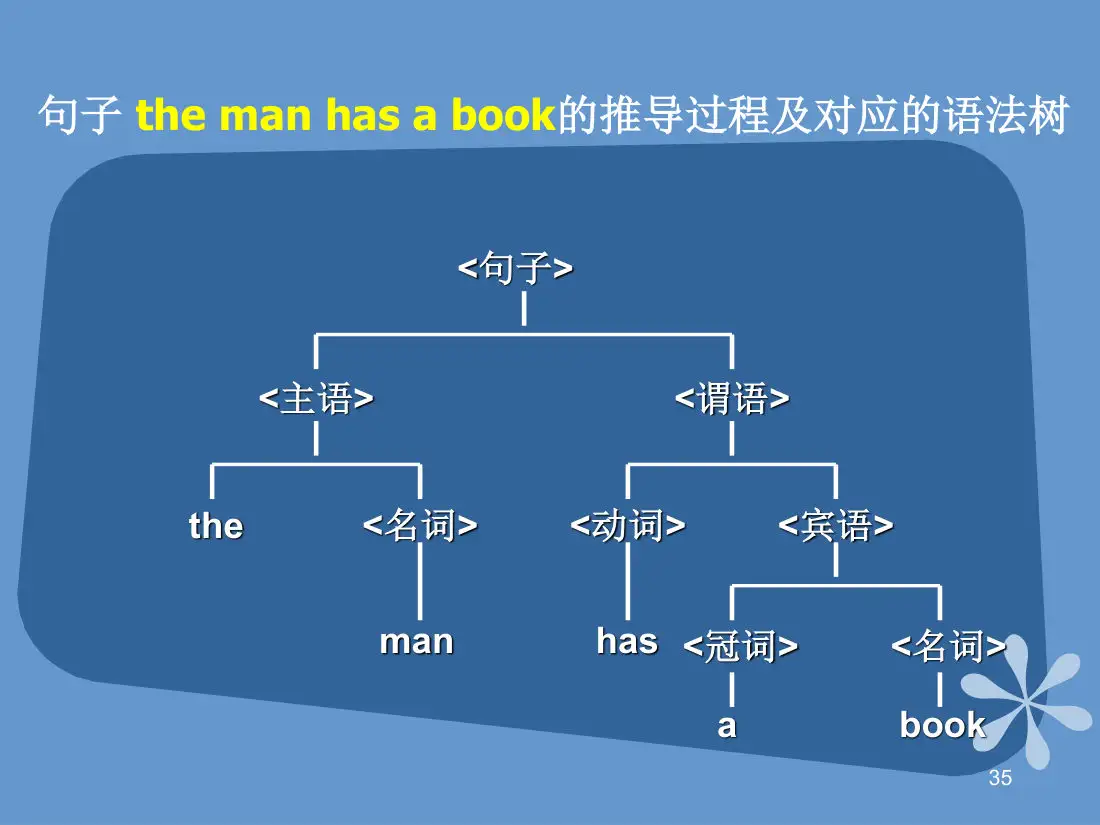 句子 the man has a book的推导过程及对应的语法树
<句子>
<主语> <谓语>
the <名词> <动词> <宾语>
man has <冠词> <名词>
a book
35